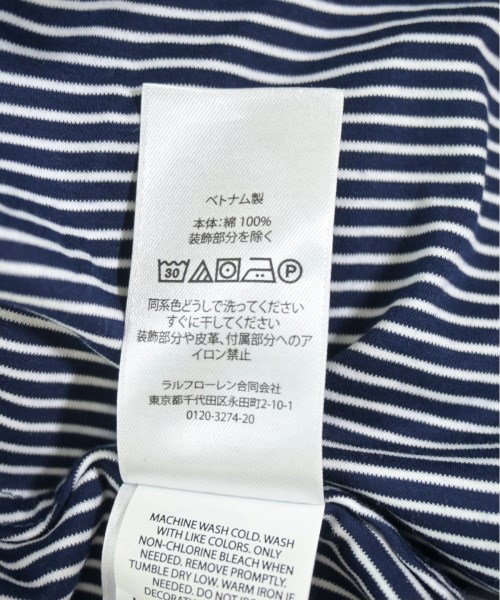 ベトナム製
本体：綿 100%
装飾部分を除く
30 P
同系色どうしで洗ってください
すぐに干してください
装飾部分や皮革、付属部分へのア
イロン禁止
ラルフローレン合同会社
東京都千代田区永田町2-10-1
0120-3274-20
MACHINE WASH COLD. WASH
WITH LIKE COLORS. ONLY
NON-CHLORINE BLEACH WHEN
NEEDED. REMOVE PROMPTLY.
TUMBLE DRY LOW. WARM IRON IF
NEEDED. DO NOT IRON